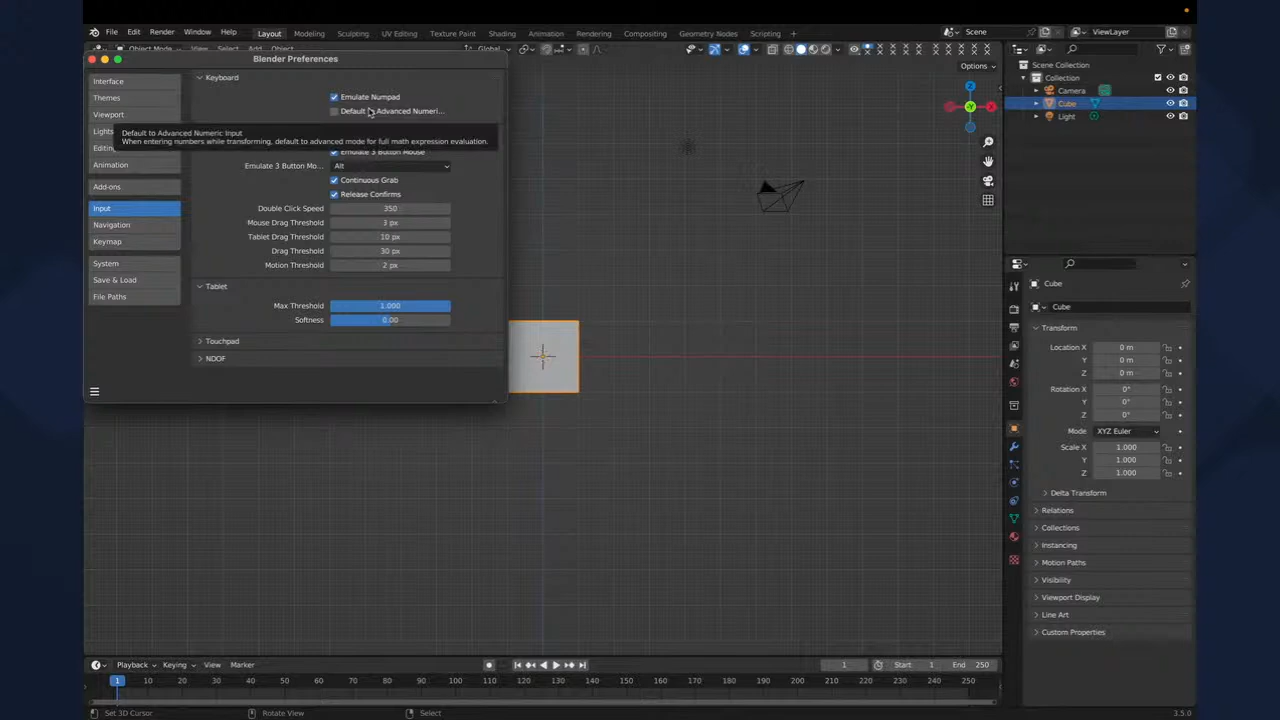 File Edit Render Window Help Layout Modeling Sculpting UV Editing Texture Paint Shading Animation Rendering Compositing Geometry Nodes Scripting Scene ViewLayer
Object Mode View Select Add Object Global
Options
Blender Preferences
Interface
Themes
Viewport
Lights
Editing
Animation
Add-ons
Input
Navigation
Keymap
System
Save & Load
File Paths
Keyboard
Emulate Numpad
Default to Advanced Numeri...
Default to Advanced Numeric Input
When entering numbers while transforming, default to advanced mode for full math expression evaluation.
Emulate 3 Button Mouse
Emulate 3 Button Mo... Alt
Continuous Grab
Release Confirms
Double Click Speed 350
Mouse Drag Threshold 3 px
Tablet Drag Threshold 10 px
Drag Threshold 30 px
Motion Threshold 2 px
Tablet
Max Threshold 1.000
Softness 0.00
Touchpad
NDOF
Z
X
-Y
Scene Collection
Collection
Camera
Cube
Light
Cube
Cube
Transform
Location X 0 m
Y 0 m
Z 0 m
Rotation X 0°
Y 0°
Z 0°
Mode XYZ Euler
Scale X 1.000
Y 1.000
Z 1.000
Delta Transform
Relations
Collections
Instancing
Motion Paths
Visibility
Viewport Display
Line Art
Custom Properties
Playback Keying View Marker 1 Start 1 End 250
1 10 20 30 40 50 60 70 80 90 100 110 120 130 140 150 160 170 180 190 200 210 220 230 240 250
Set 3D Cursor Rotate View Select 3.5.0